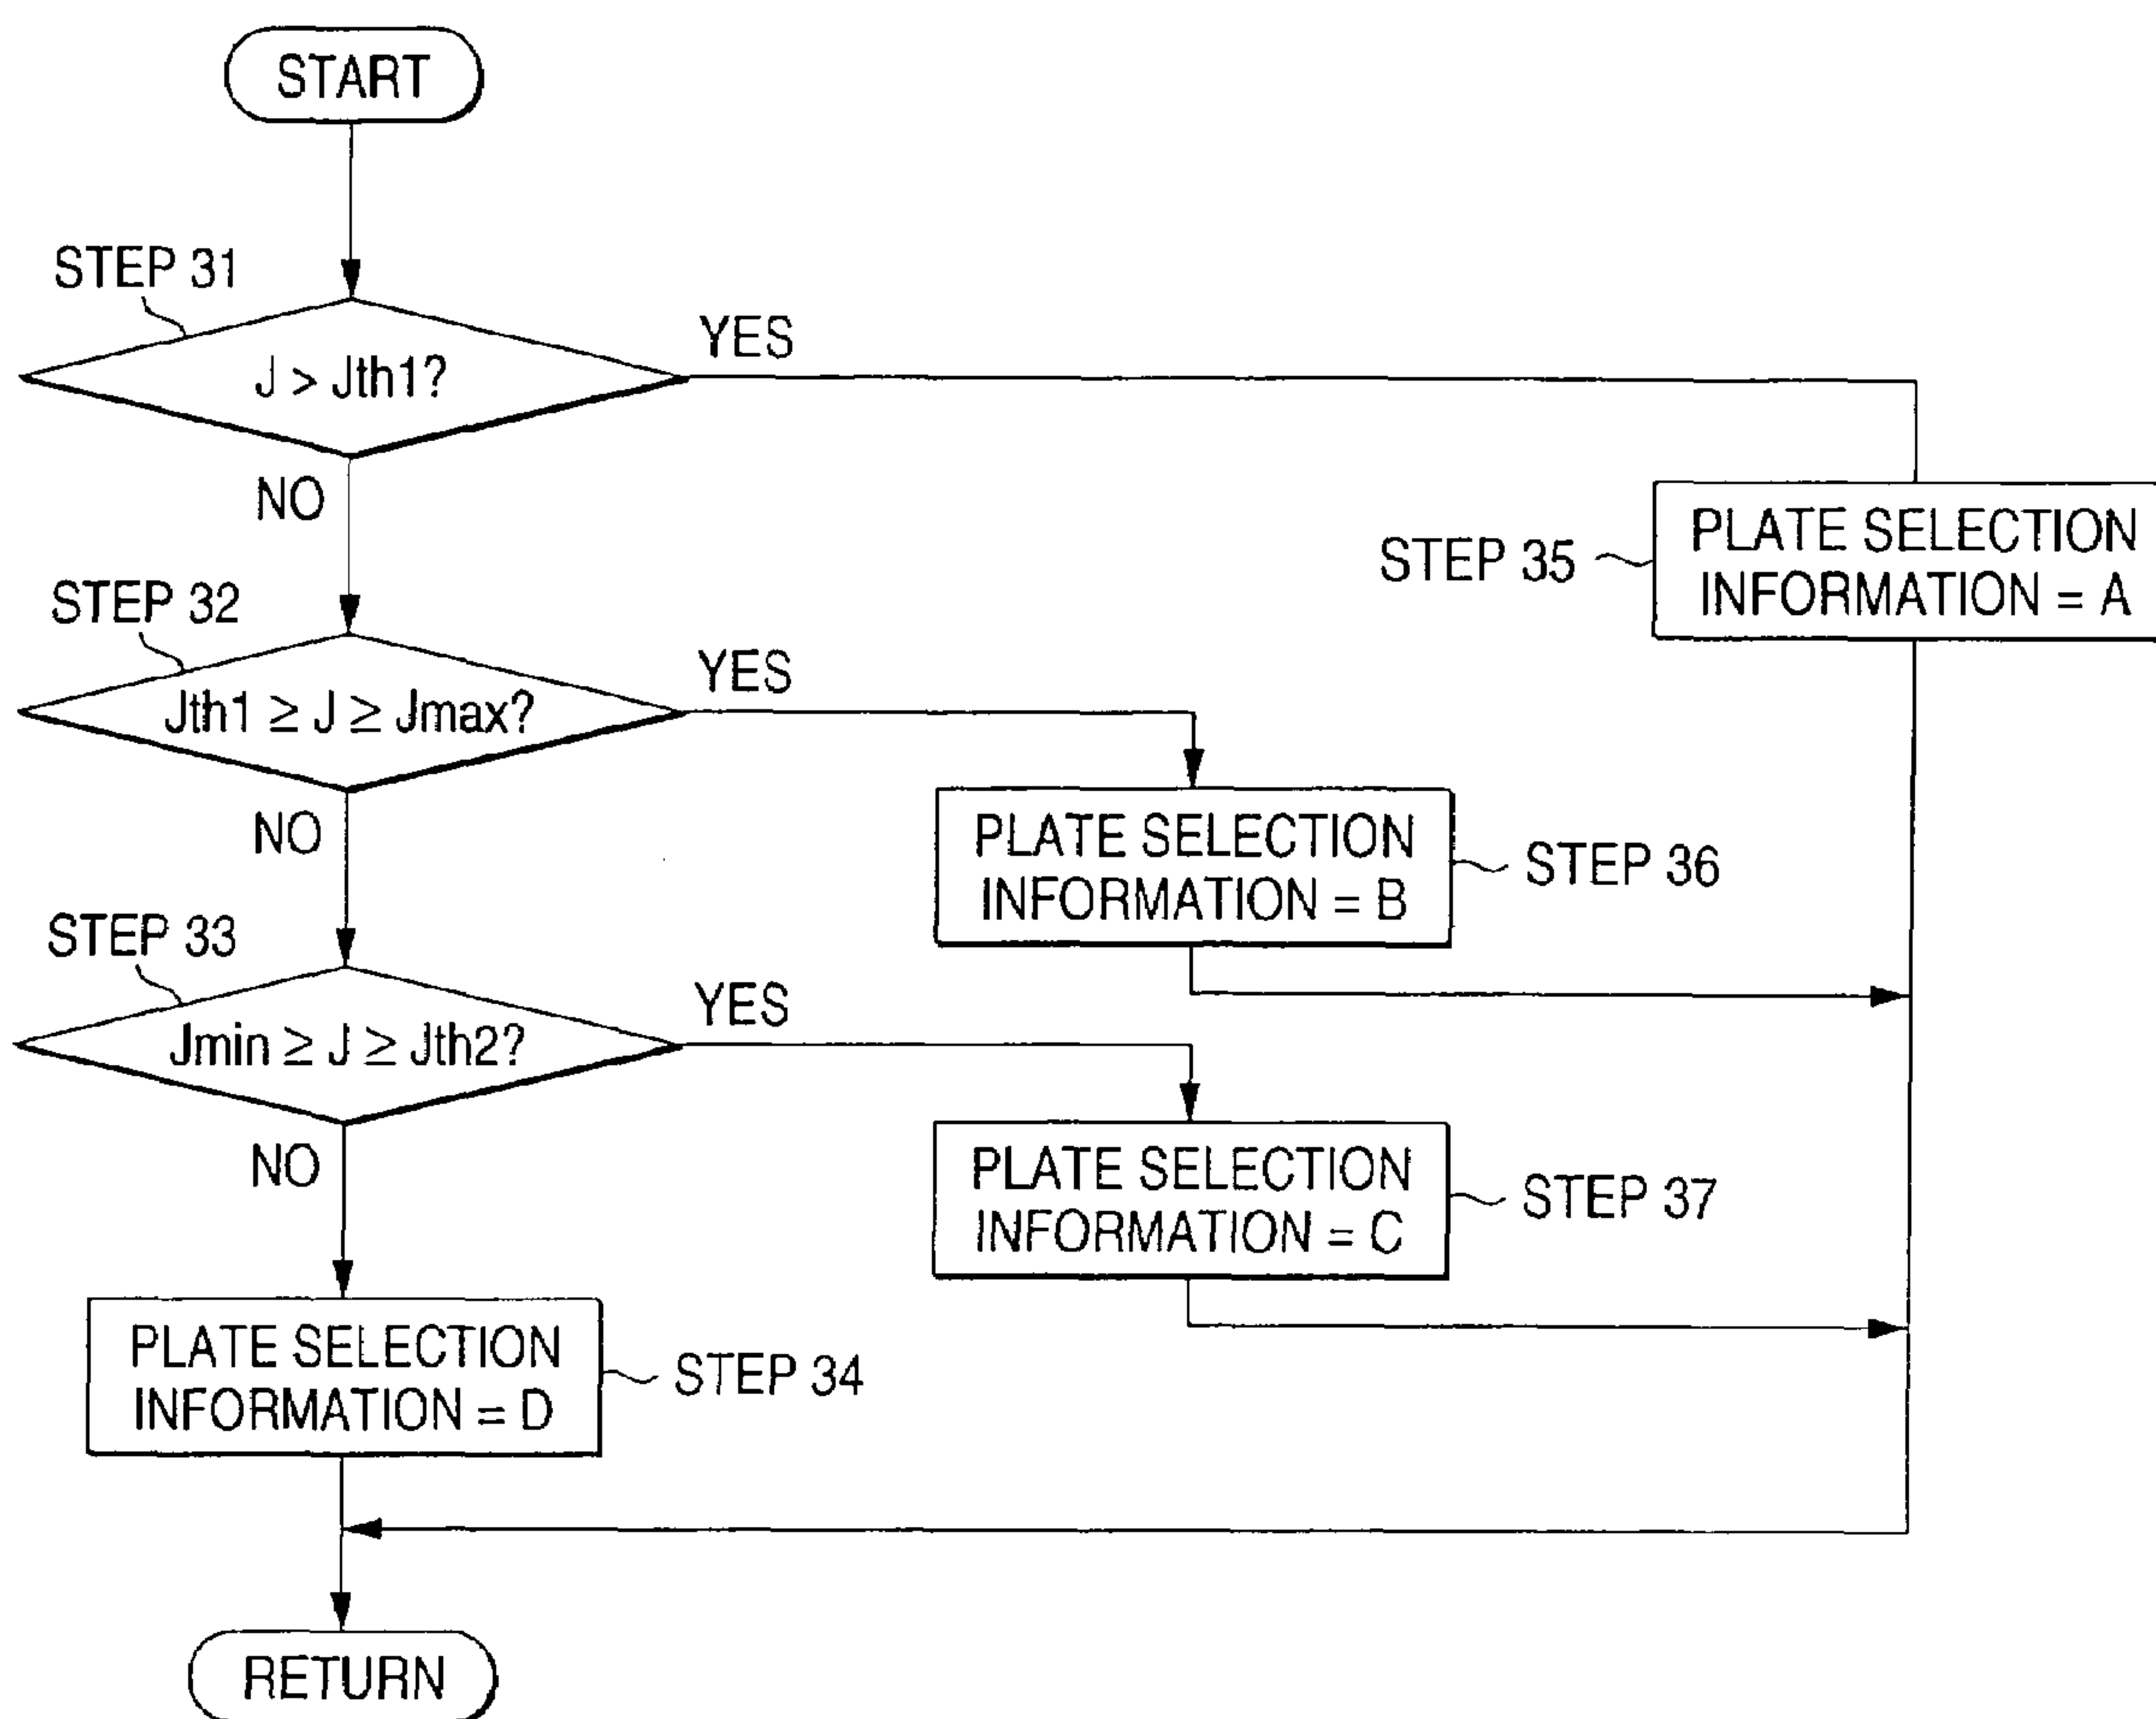 START
STEP 31
J > Jth1?
YES
NO
PLATE SELECTION
INFORMATION = A
STEP 35
STEP 32
Jth1 ≥ J ≥ Jmax?
YES
NO
PLATE SELECTION
INFORMATION = B
STEP 36
STEP 33
Jmin ≥ J ≥ Jth2?
YES
NO
PLATE SELECTION
INFORMATION = C
STEP 37
PLATE SELECTION
INFORMATION = D
STEP 34
RETURN